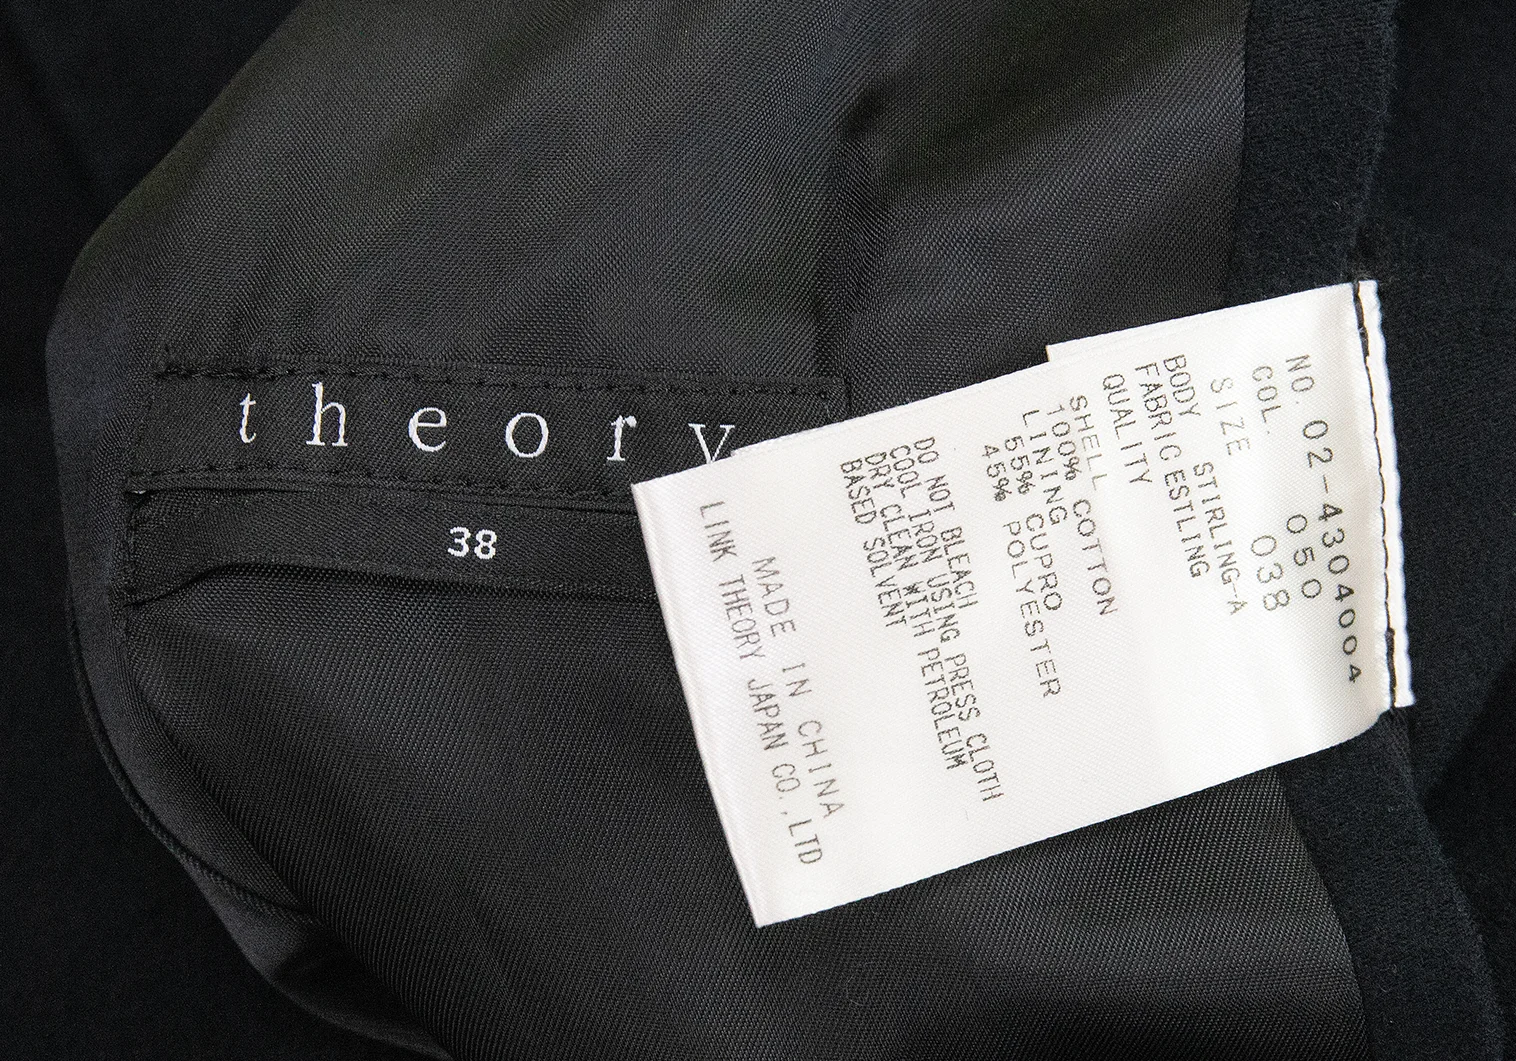 theory
38
NO. 02-4304004
COL. 050
SIZE 038
BODY STIRLING-A
FABRIC ESTLING
QUALITY
SHELL
100% COTTON
LINING
55% CUPRO
45% POLYESTER
DO NOT BLEACH
COOL IRON USING PRESS CLOTH
DRY CLEAN WITH PETROLEUM
BASED SOLVENT
MADE IN CHINA
LINK THEORY JAPAN CO.,LTD